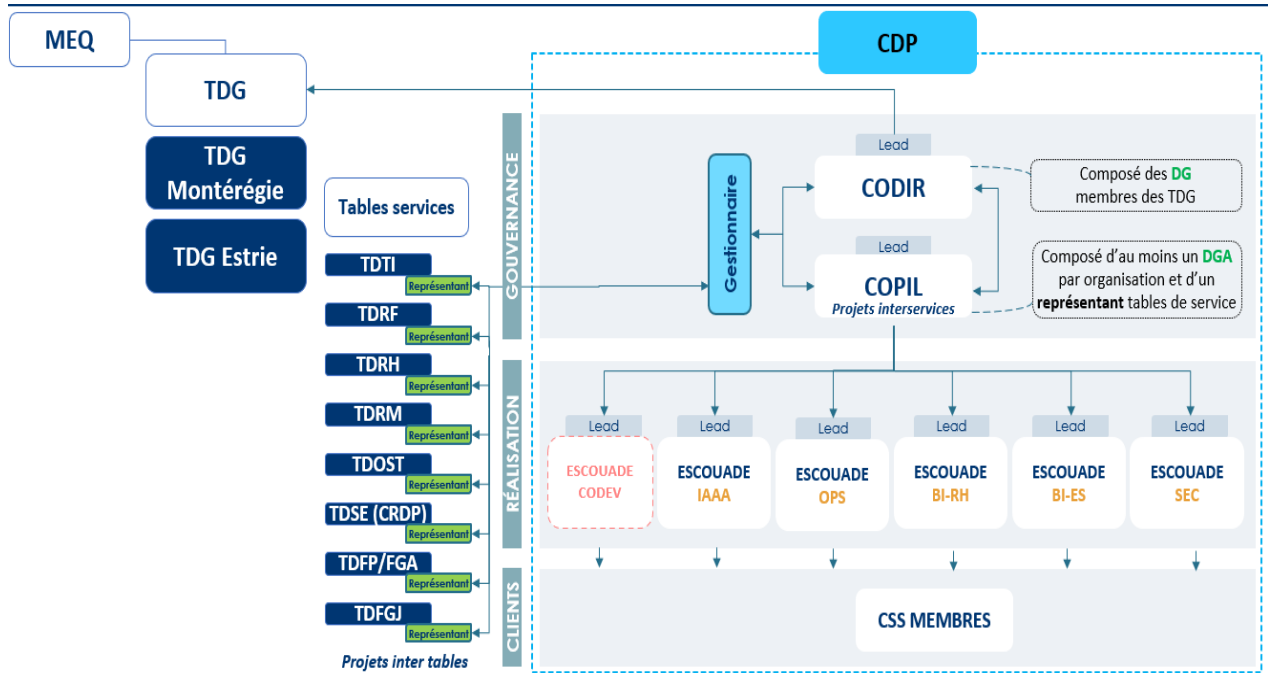 MEQ
CDP
TDG
TDG
Montérégie
TDG Estrie
Tables services
TDTI
Représentant
TDRF
Représentant
TDRH
Représentant
TDRM
Représentant
TDOST
Représentant
TDSE (CRDP)
Représentant
TDFP/FGA
Représentant
TDFGJ
Représentant
Projets inter tables
GOUVERNANCE
Gestionnaire
Lead
CODIR
Composé des DG
membres des TDG
Lead
COPIL
Projets interservices
Composé d'au moins un DGA
par organisation et d'un
représentant tables de service
RÉALISATION
Lead
ESCOUADE
CODEV
Lead
ESCOUADE
IAAA
Lead
ESCOUADE
OPS
Lead
ESCOUADE
BI-RH
Lead
ESCOUADE
BI-ES
Lead
ESCOUADE
SEC
CLIENTS
CSS MEMBRES